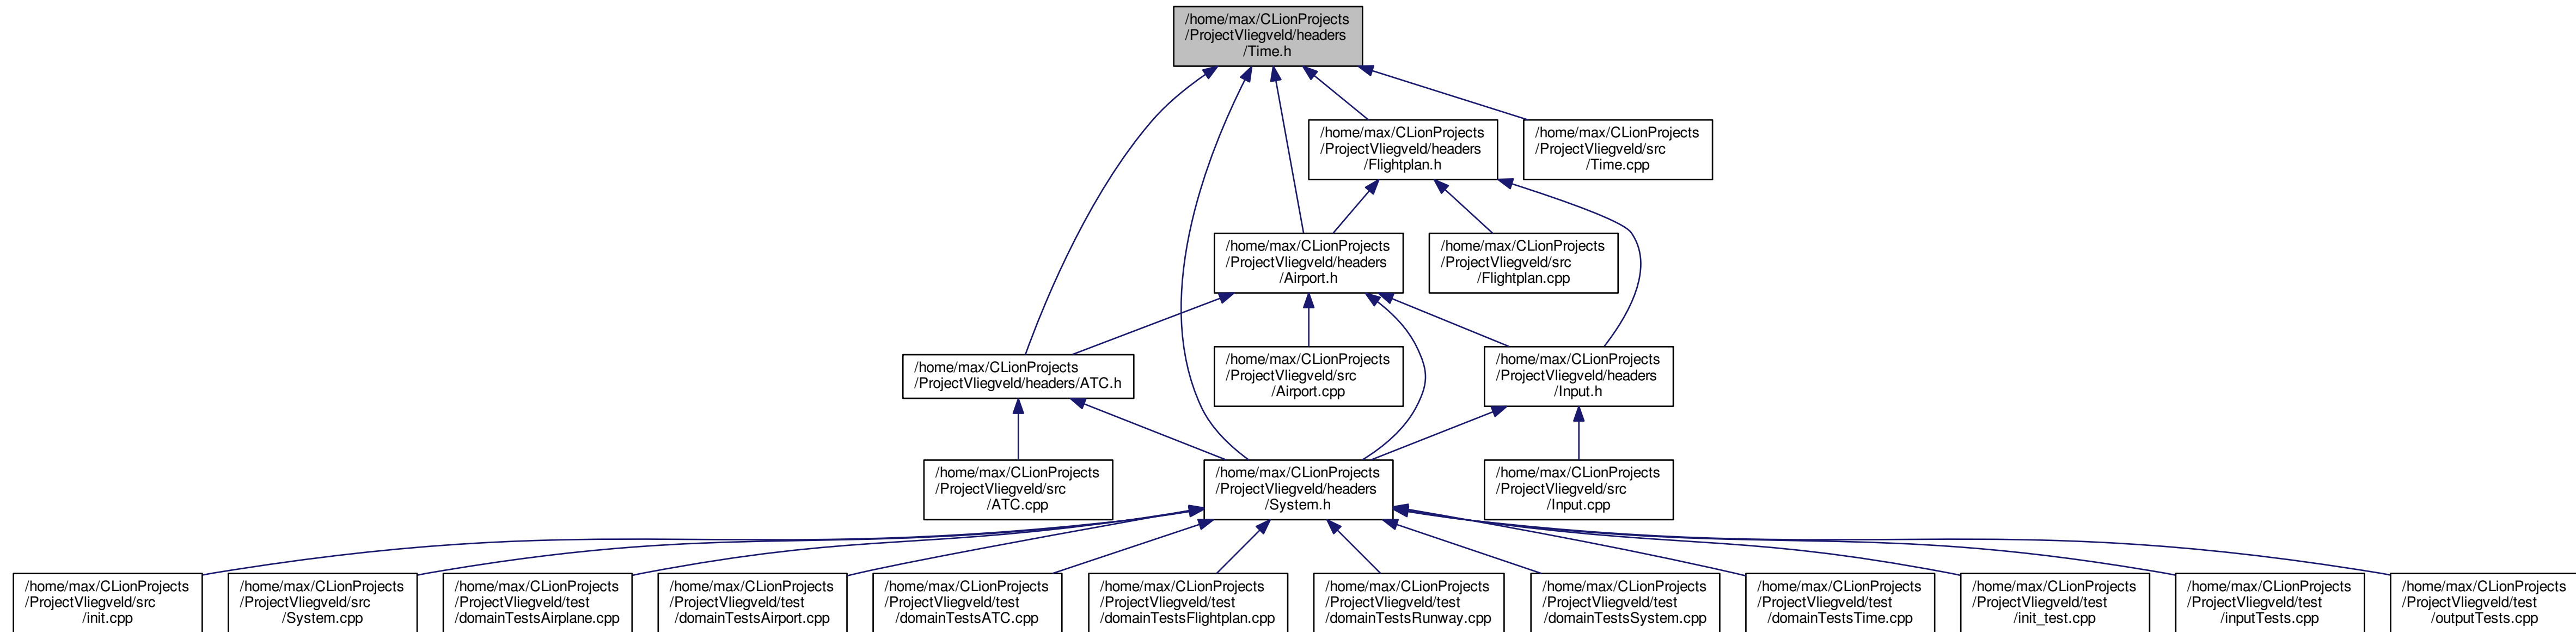 /home/max/CLionProjects
/ProjectVliegveld/headers
/Time.h
/home/max/CLionProjects
/ProjectVliegveld/headers
/Flightplan.h
/home/max/CLionProjects
/ProjectVliegveld/src
/Time.cpp
/home/max/CLionProjects
/ProjectVliegveld/headers
/Airport.h
/home/max/CLionProjects
/ProjectVliegveld/src
/Flightplan.cpp
/home/max/CLionProjects
/ProjectVliegveld/headers/ATC.h
/home/max/CLionProjects
/ProjectVliegveld/src
/Airport.cpp
/home/max/CLionProjects
/ProjectVliegveld/headers
/Input.h
/home/max/CLionProjects
/ProjectVliegveld/src
/ATC.cpp
/home/max/CLionProjects
/ProjectVliegveld/headers
/System.h
/home/max/CLionProjects
/ProjectVliegveld/src
/Input.cpp
/home/max/CLionProjects
/ProjectVliegveld/src
/init.cpp
/home/max/CLionProjects
/ProjectVliegveld/src
/System.cpp
/home/max/CLionProjects
/ProjectVliegveld/test
/domainTestsAirplane.cpp
/home/max/CLionProjects
/ProjectVliegveld/test
/domainTestsAirport.cpp
/home/max/CLionProjects
/ProjectVliegveld/test
/domainTestsATC.cpp
/home/max/CLionProjects
/ProjectVliegveld/test
/domainTestsFlightplan.cpp
/home/max/CLionProjects
/ProjectVliegveld/test
/domainTestsRunway.cpp
/home/max/CLionProjects
/ProjectVliegveld/test
/domainTestsSystem.cpp
/home/max/CLionProjects
/ProjectVliegveld/test
/domainTestsTime.cpp
/home/max/CLionProjects
/ProjectVliegveld/test
/init_test.cpp
/home/max/CLionProjects
/ProjectVliegveld/test
/inputTests.cpp
/home/max/CLionProjects
/ProjectVliegveld/test
/outputTests.cpp